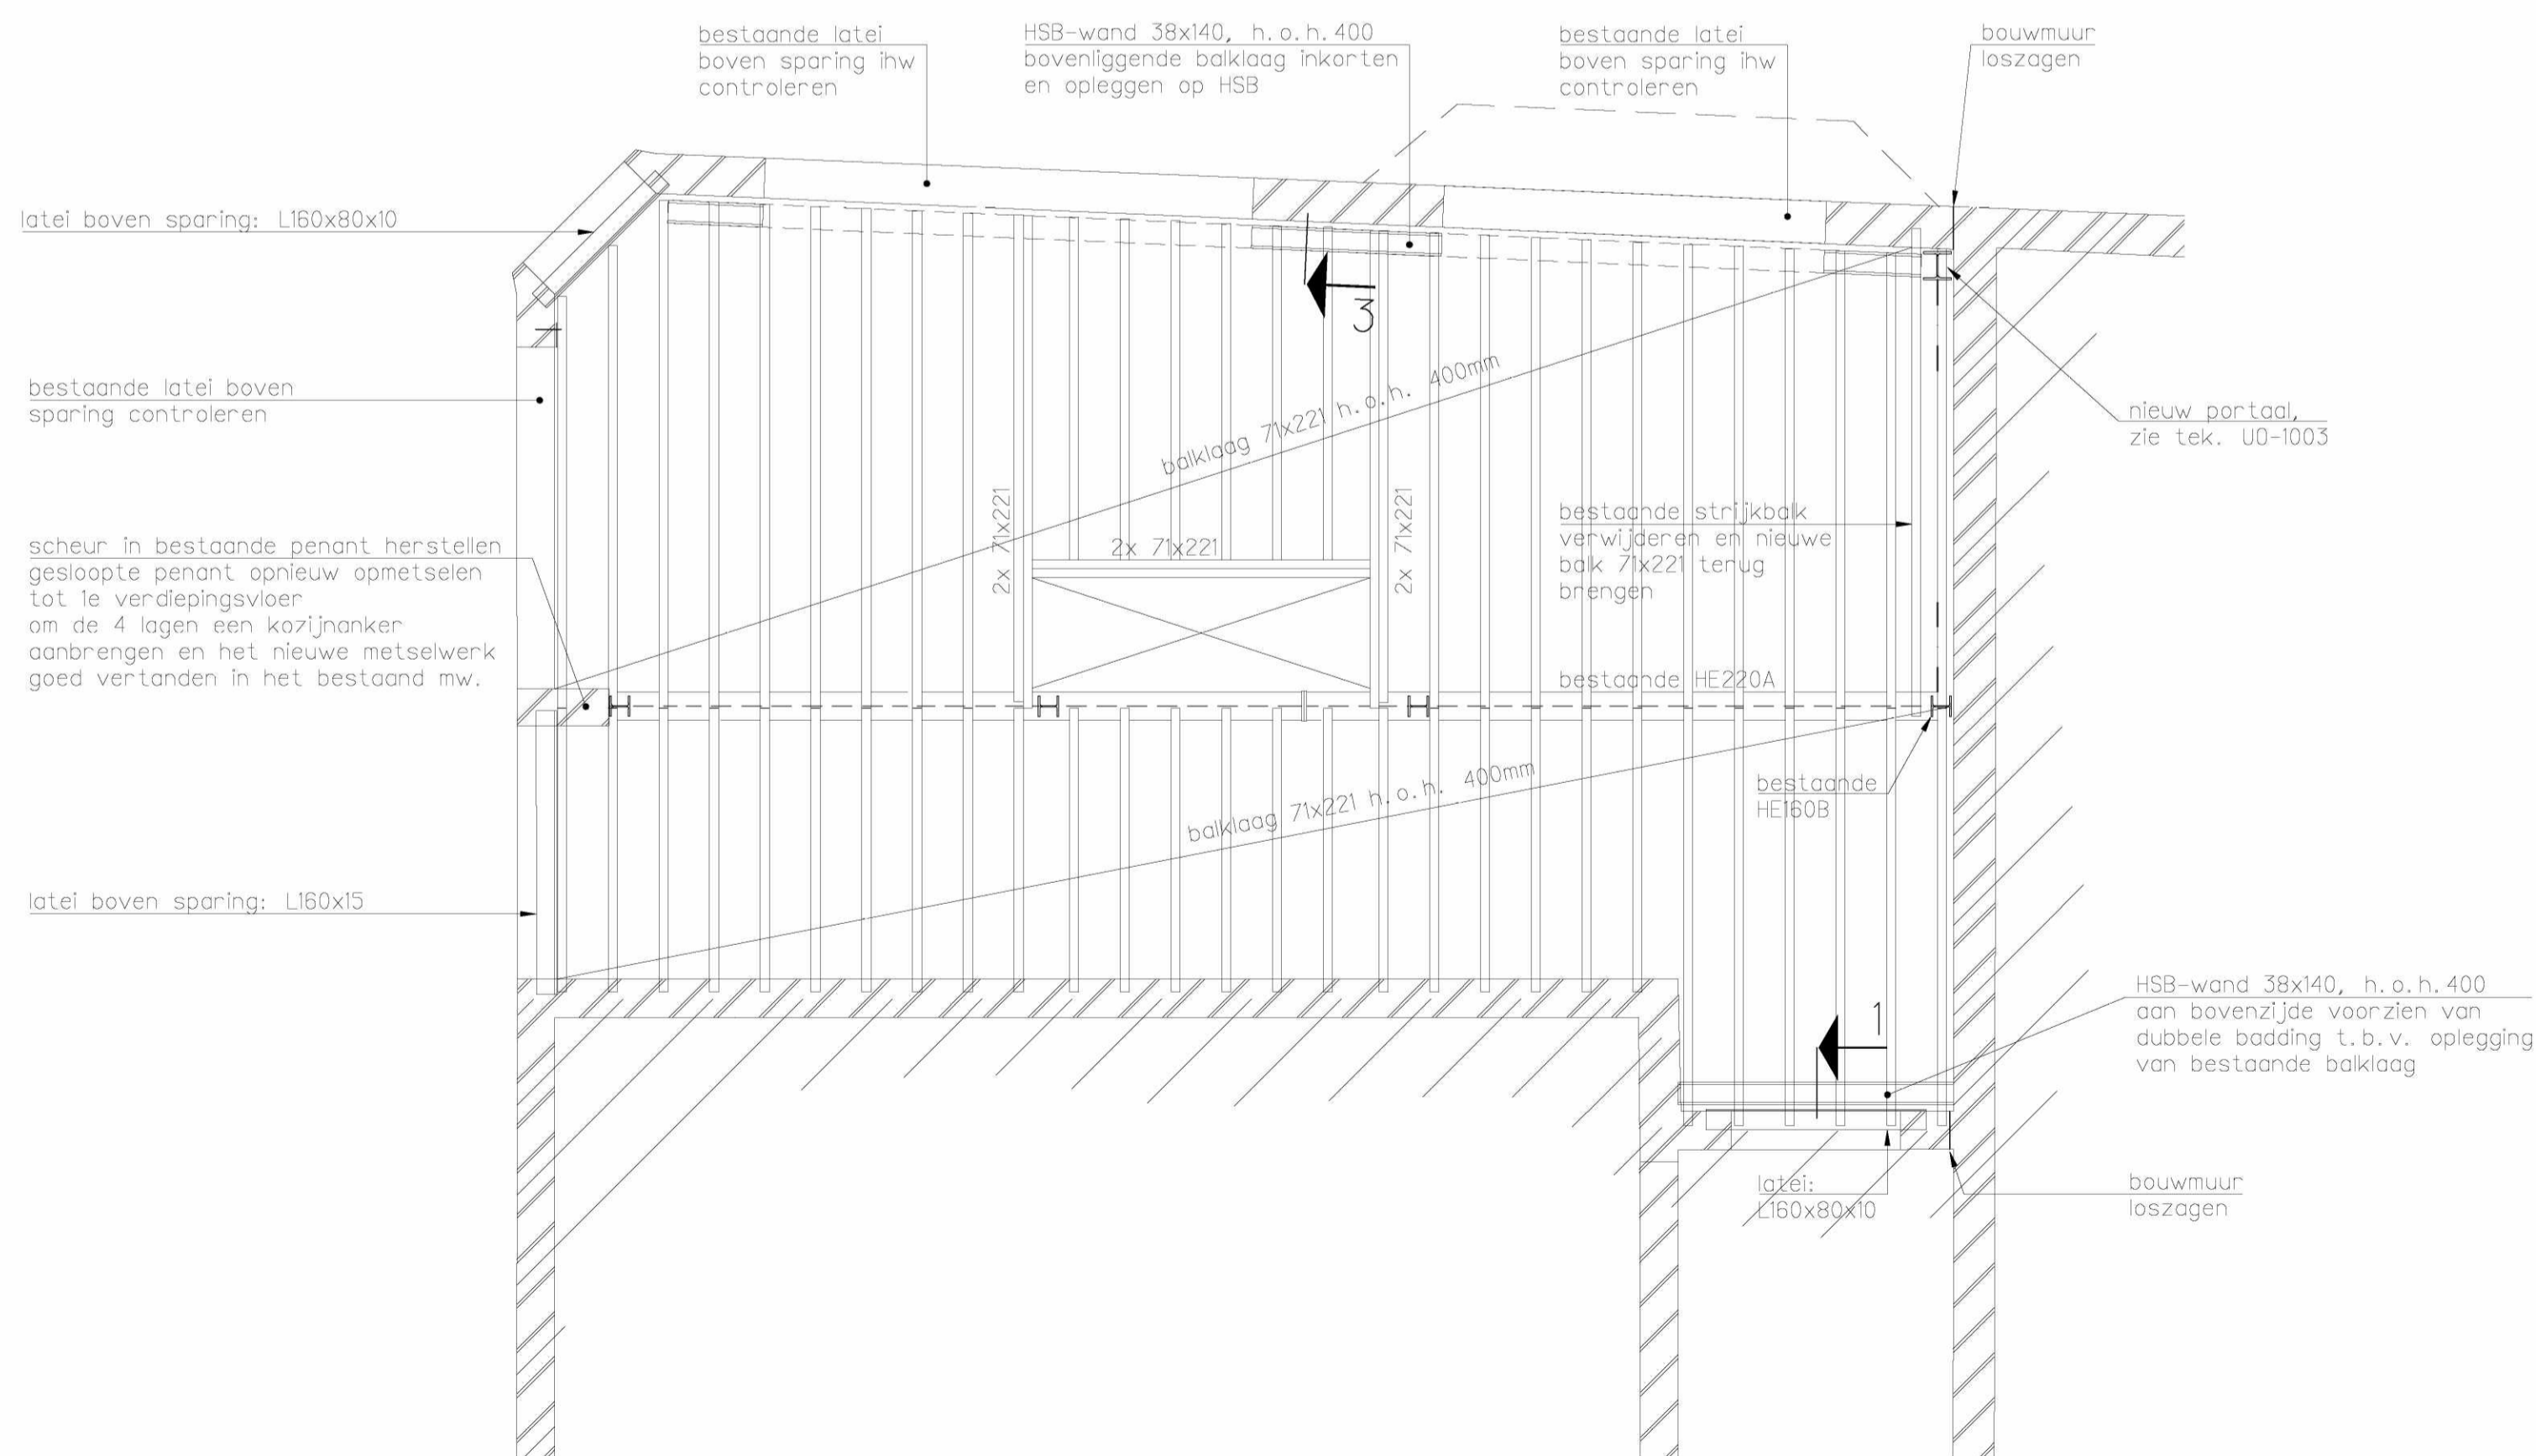 bestaande latei
boven sparing ihw
controleren
HSB-wand 38x140, h.o.h.400
bovenliggende balklaag inkorten
en opleggen op HSB
bestaande latei
boven sparing ihw
controleren
bouwmuur
loszagen
latei boven sparing: L160x80x10
3
bestaande latei boven
sparing controleren
balklaag 71x221 h.o.h. 400mm
nieuw portaal,
zie tek. UO-1003
2x 71x221
2x 71x221
2x 71x221
bestaande strijkbalk
verwijderen en nieuwe
balk 71x221 terug
brengen
scheur in bestaande penant herstellen
gesloopte penant opnieuw opmetselen
tot 1e verdiepingsvloer
om de 4 lagen een kozijnanker
aanbrengen en het nieuwe metselwerk
goed vertanden in het bestaand mw.
bestaande HE220A
balklaag 71x221 h.o.h. 400mm
bestaande
HE160B
latei boven sparing: L160x15
1
HSB-wand 38x140, h.o.h.400
aan bovenzijde voorzien van
dubbele badding t.b.v. oplegging
van bestaande balklaag
latei:
L160x80x10
bouwmuur
loszagen